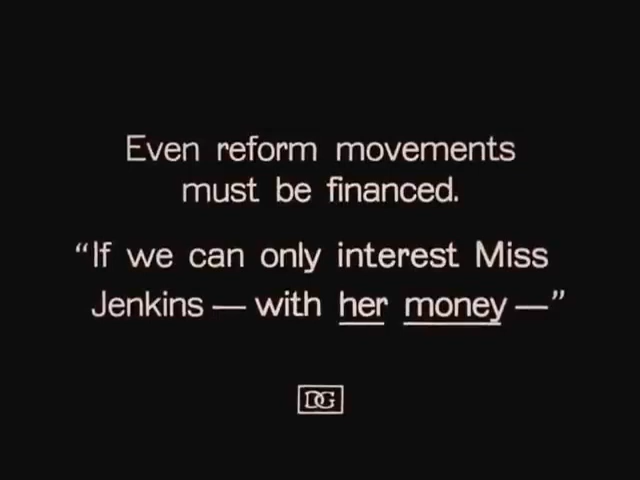 Even reform movements
must be financed.
“If we can only interest Miss
Jenkins — with her money —”
DG